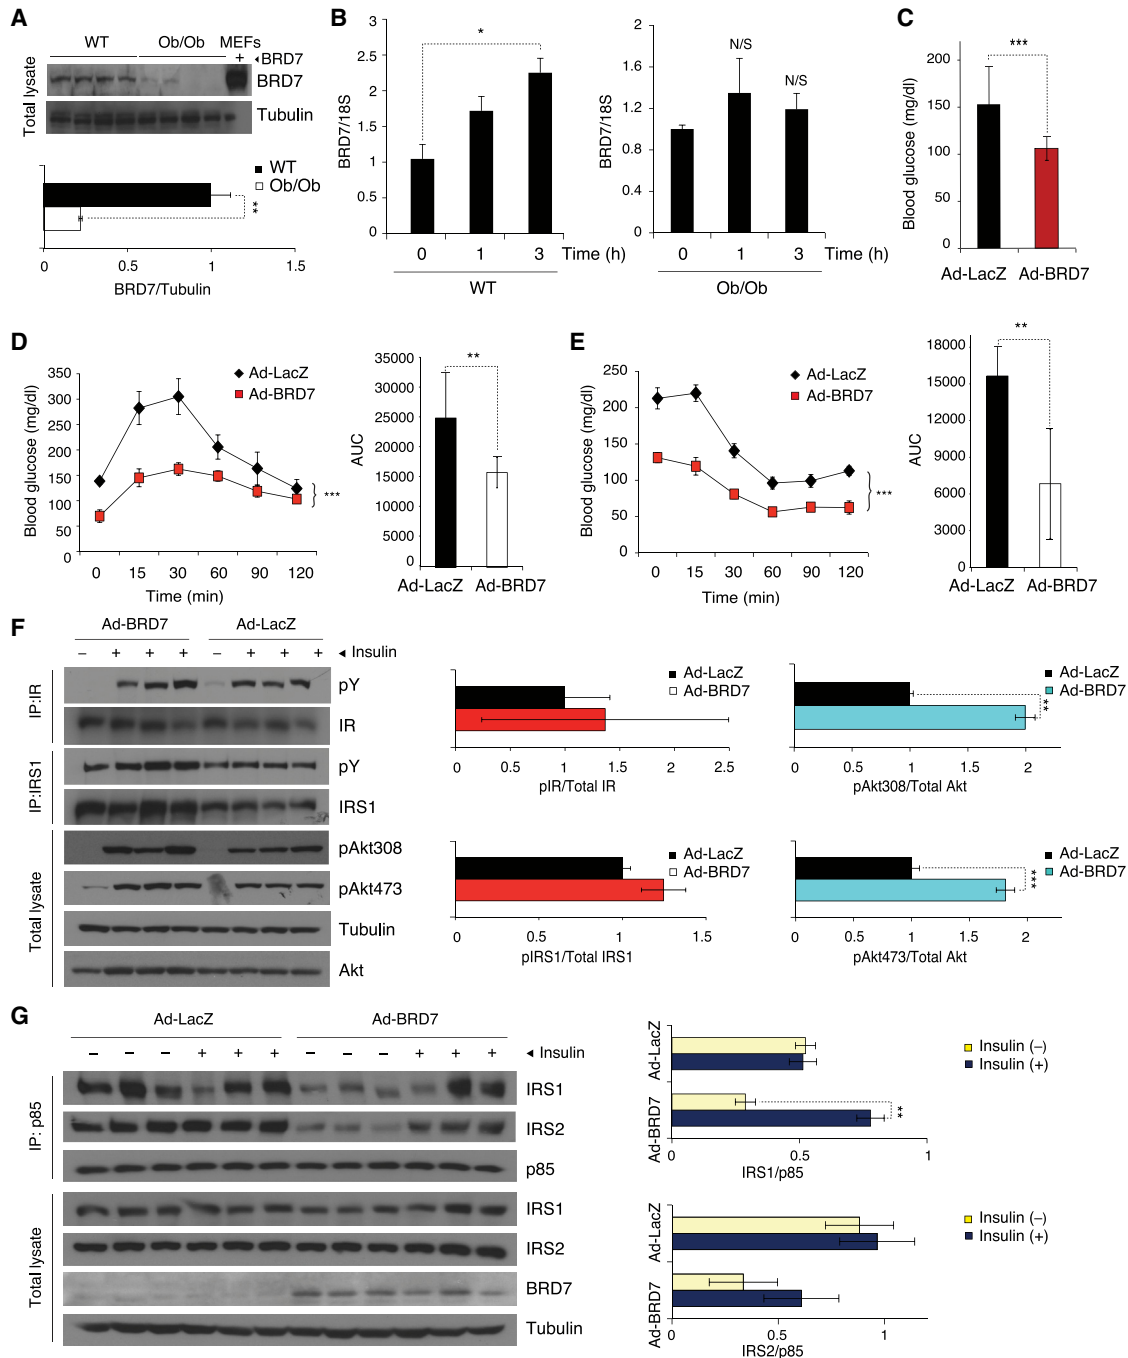 A
WT Ob/Ob MEFs
+ ◂BRD7
BRD7
Tubulin
Total lysate
WT
Ob/Ob
**
0 0.5 1 1.5
BRD7/Tubulin
B
BRD7/18S
3
2.5
2
1.5
1
0.5
0
*
0 1 3 Time (h)
WT
BRD7/18S
2
1.6
1.2
0.8
0.4
0
N/S
N/S
0 1 3 Time (h)
Ob/Ob
C
Blood glucose (mg/dl)
200
150
100
50
0
***
Ad-LacZ Ad-BRD7
D
Blood glucose (mg/dl)
350
300
250
200
150
100
50
0
Ad-LacZ
Ad-BRD7
***
0 15 30 60 90 120
Time (min)
AUC
35000
30000
25000
20000
15000
10000
5000
0
**
Ad-LacZ Ad-BRD7
E
Blood glucose (mg/dl)
250
200
150
100
50
0
Ad-LacZ
Ad-BRD7
***
0 15 30 60 90 120
Time (min)
AUC
18000
15000
12000
9000
6000
3000
0
**
Ad-LacZ Ad-BRD7
F
Ad-BRD7 Ad-LacZ
– + + + – + + + ◂ Insulin
IP:IR
pY
IR
IP:IRS1
pY
IRS1
Total lysate
pAkt308
pAkt473
Tubulin
Akt
Ad-LacZ
Ad-BRD7
0 0.5 1 1.5 2 2.5
pIR/Total IR
Ad-LacZ
Ad-BRD7
**
0 1 2
pAkt308/Total Akt
Ad-LacZ
Ad-BRD7
0 0.5 1 1.5
pIRS1/Total IRS1
Ad-LacZ
Ad-BRD7
***
0 1 2
pAkt473/Total Akt
G
Ad-LacZ Ad-BRD7
– – – + + + – – – + + + ◂ Insulin
IP: p85
IRS1
IRS2
p85
Total lysate
IRS1
IRS2
BRD7
Tubulin
Ad-LacZ
Ad-BRD7
Insulin (–)
Insulin (+)
**
0 0.5 1
IRS1/p85
Ad-LacZ
Ad-BRD7
Insulin (–)
Insulin (+)
0 0.5 1
IRS2/p85